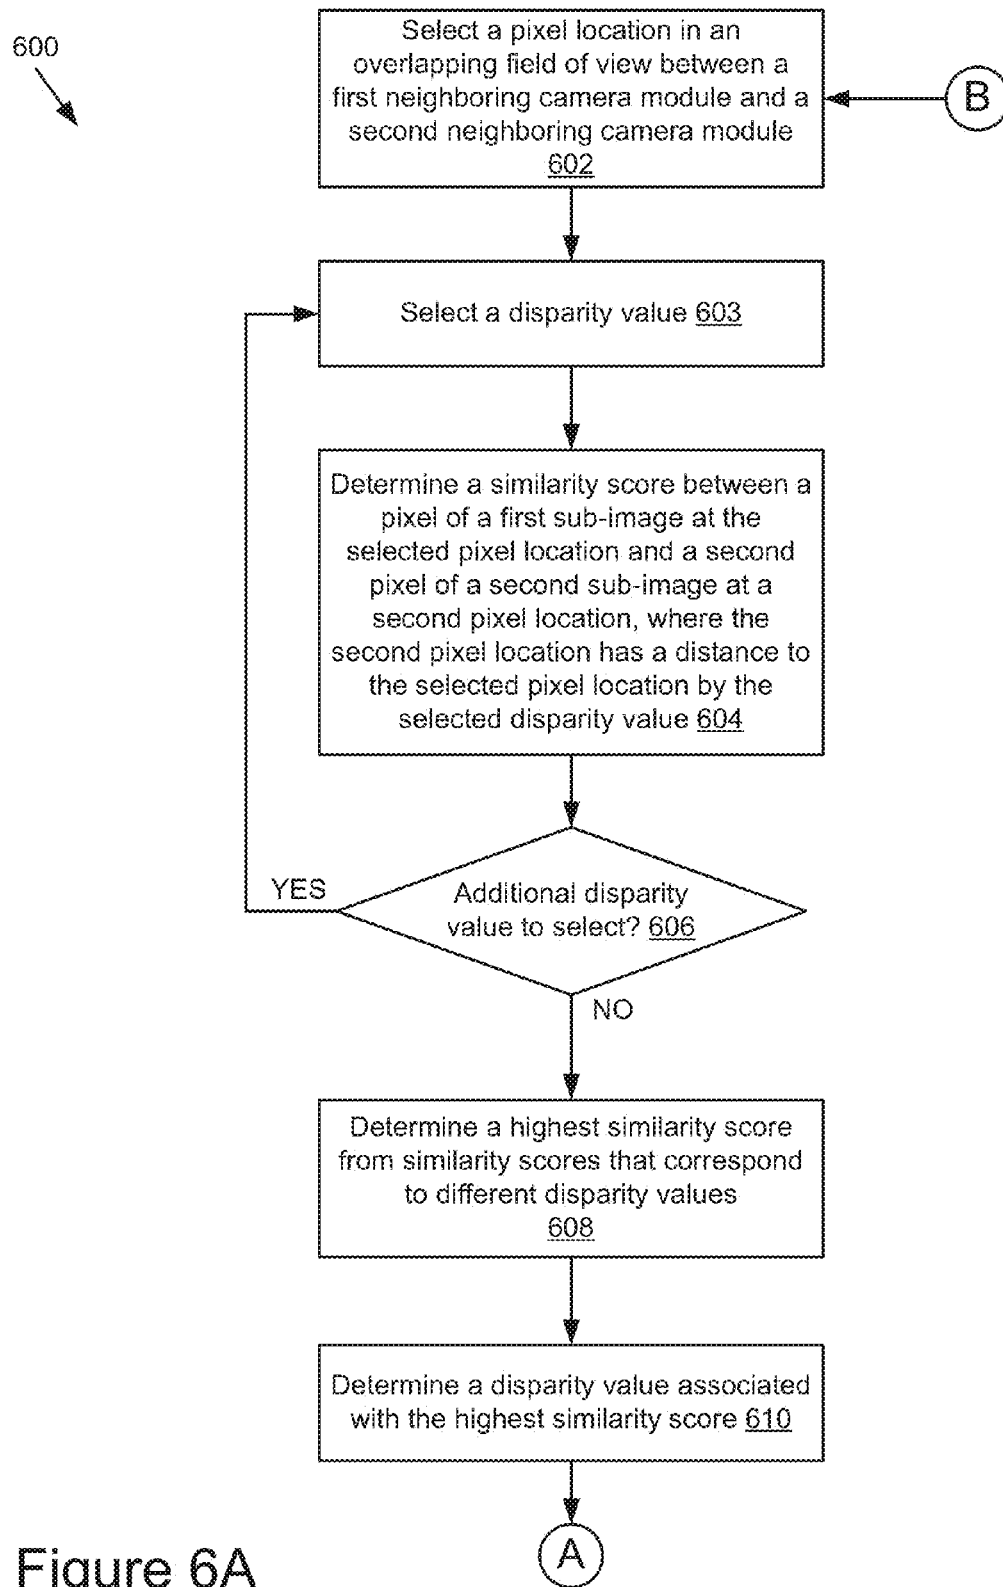 600
Select a pixel location in an
overlapping field of view between a
first neighboring camera module and a
second neighboring camera module
602
B
Select a disparity value 603
Determine a similarity score between a
pixel of a first sub-image at the
selected pixel location and a second
pixel of a second sub-image at a
second pixel location, where the
second pixel location has a distance to
the selected pixel location by the
selected disparity value 604
YES
Additional disparity
value to select? 606
NO
Determine a highest similarity score
from similarity scores that correspond
to different disparity values
608
Determine a disparity value associated
with the highest similarity score 610
A
Figure 6A